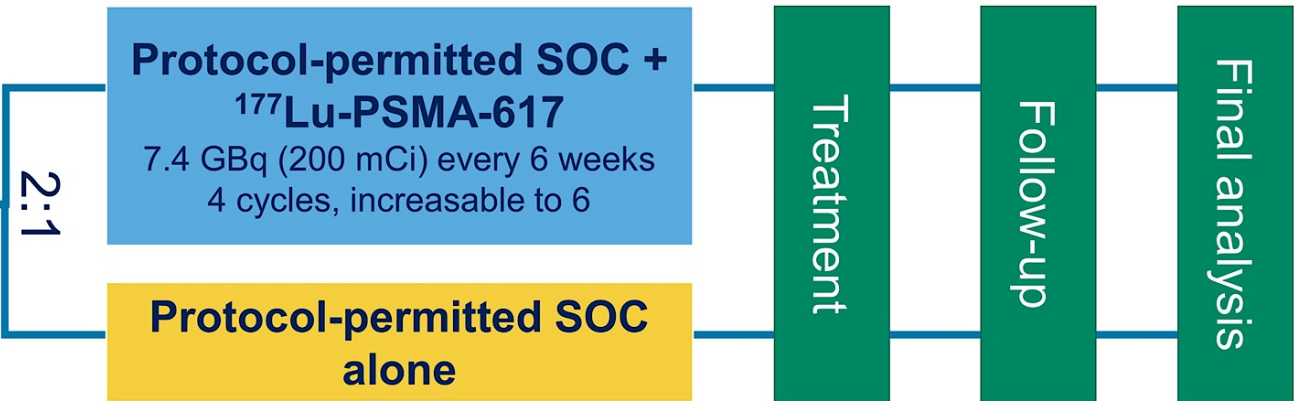 2:1
Protocol-permitted SOC +
¹⁷⁷Lu-PSMA-617
7.4 GBq (200 mCi) every 6 weeks
4 cycles, increasable to 6
Protocol-permitted SOC
alone
Treatment
Follow-up
Final analysis